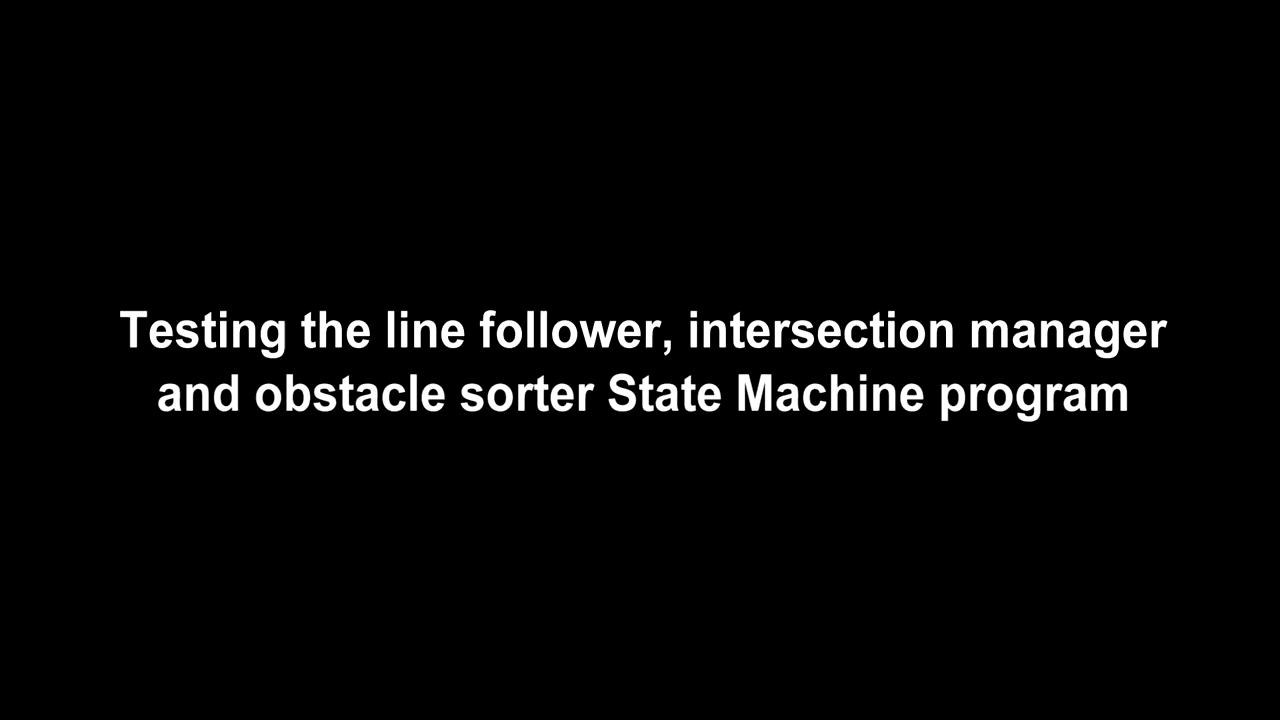 Testing the line follower, intersection manager
and obstacle sorter State Machine program